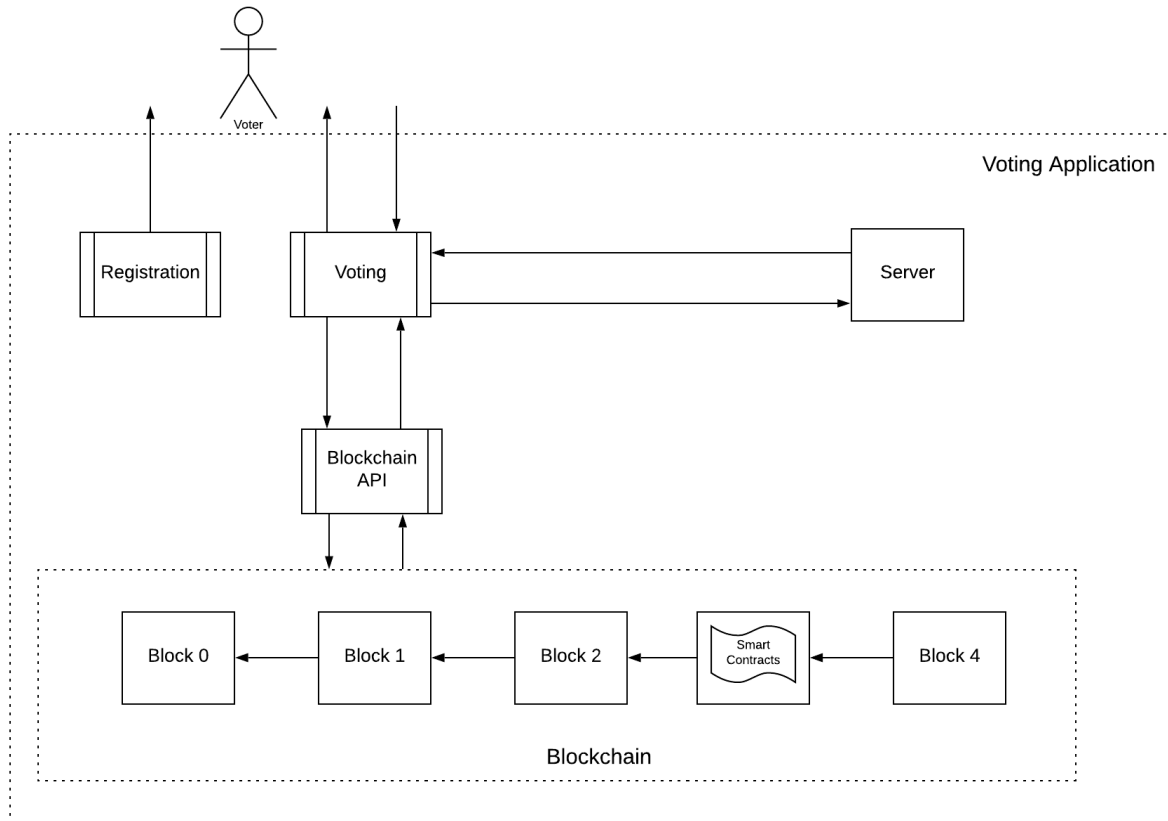 Voter
Voting Application
Registration
Voting
Server
Blockchain
API
Block 0
Block 1
Block 2
Smart
Contracts
Block 4
Blockchain